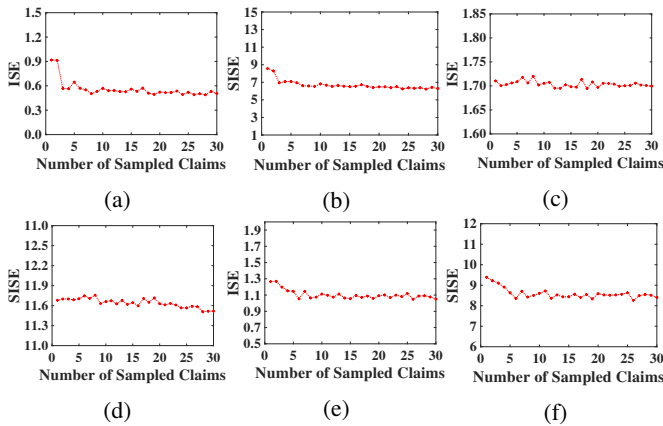 1.5
1.2
0.9
0.6
0.3
0.0
ISE
0 5 10 15 20 25 30
Number of Sampled Claims
(a)
15
13
11
9
7
5
3
1
SISE
0 5 10 15 20 25 30
Number of Sampled Claims
(b)
1.85
1.80
1.75
1.70
1.65
1.60
ISE
0 5 10 15 20 25 30
Number of Sampled Claims
(c)
11.0
12.2
11.9
11.6
11.3
11.0
SISE
0 5 10 15 20 25 30
Number of Sampled Claims
(d)
1.9
1.7
1.5
1.3
1.1
0.9
0.7
0.5
ISE
0 5 10 15 20 25 30
Number of Sampled Claims
(e)
12
11
10
9
8
7
6
SISE
0 5 10 15 20 25 30
Number of Sampled Claims
(f)